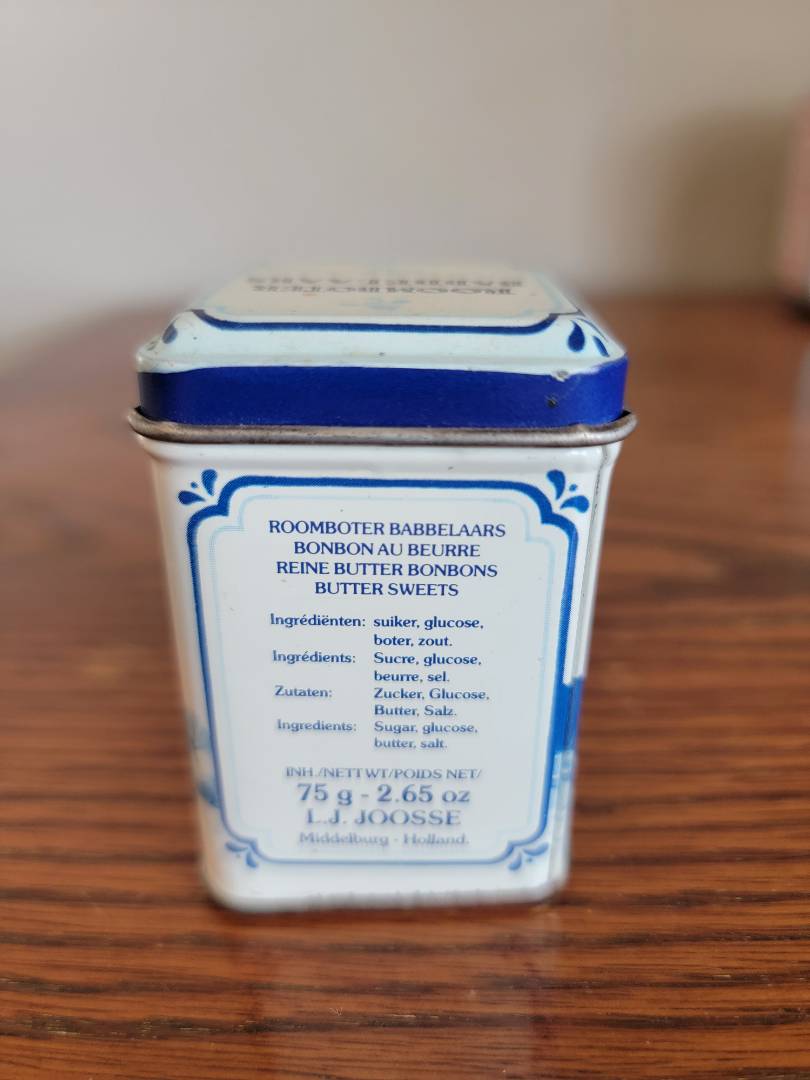 ROOMBOTER
BABBELAARS
ROOMBOTER BABBELAARS
BONBON AU BEURRE
REINE BUTTER BONBONS
BUTTER SWEETS
Ingrédiënten: suiker, glucose,
boter, zout.
Ingrédients: Sucre, glucose,
beurre, sel.
Zutaten: Zucker, Glucose,
Butter, Salz.
Ingredients: Sugar, glucose,
butter, salt.
INH./NETT WT/POIDS NET/
75 g - 2.65 oz
L.J. JOOSSE
Middelburg - Holland.